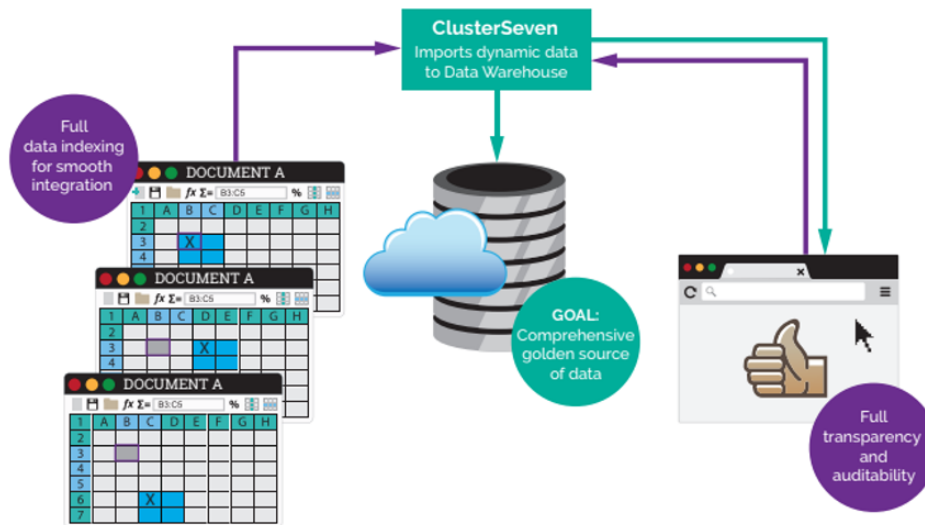 ClusterSeven
Imports dynamic data
to Data Warehouse
Full
data indexing
for smooth
integration
DOCUMENT A
fx Σ= B3:C5 %
1 A B C D E F G H
2
3 X
4
DOCUMENT A
fx Σ= B3:C5 %
1 A B C D E F G H
2
3 X
4
DOCUMENT A
fx Σ= B3:C5 %
1 A B C D E F G H
2
3
4
5
6 X
7
GOAL:
Comprehensive
golden source
of data
Full
transparency
and
auditability